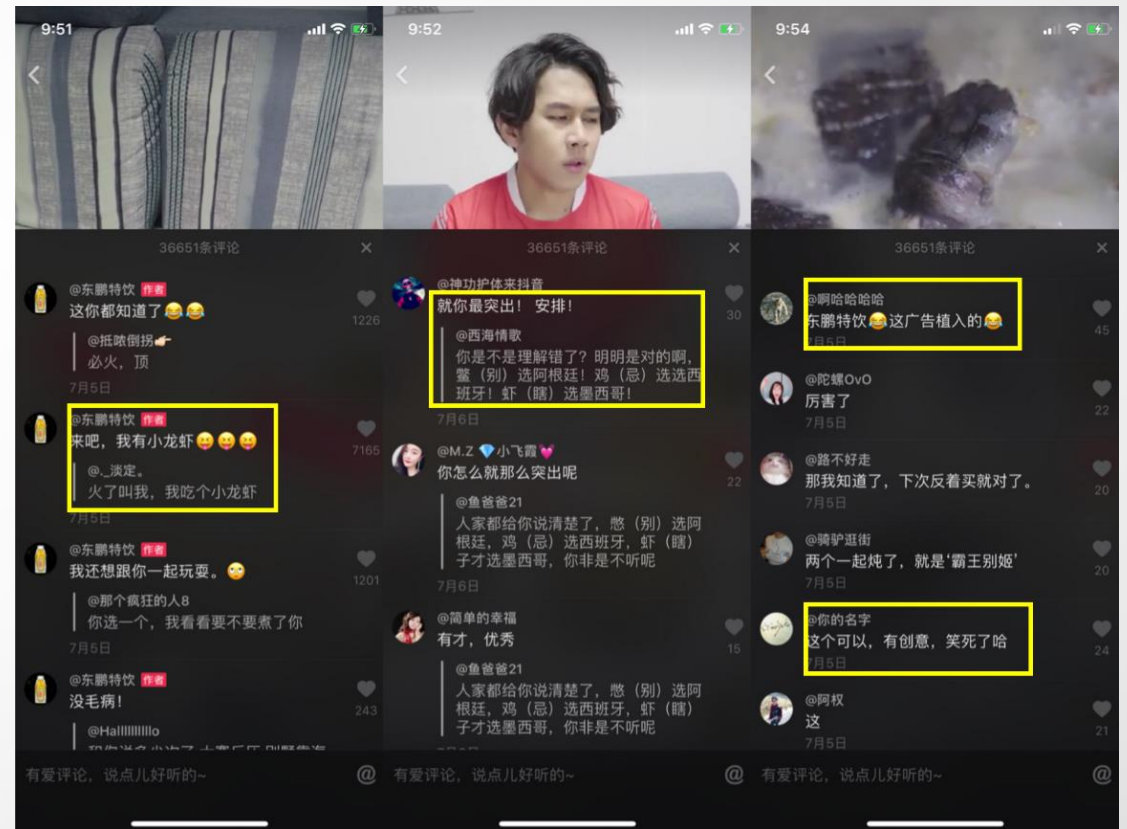 9:51
36651条评论
@东鹏特饮 作者
这你都知道了😂😂
1226
@抵哝倒拐👉🏻
必火，顶
7月5日
@东鹏特饮 作者
来吧，我有小龙虾😛😛😛
7165
@._淡定。
火了叫我，我吃个小龙虾
7月5日
@东鹏特饮 作者
我还想跟你一起玩耍。🙄
1201
@那个疯狂的人8
你选一个，我看看要不要煮了你
7月5日
@东鹏特饮 作者
没毛病！
243
有爱评论，说点儿好听的~
@
9:52
36651条评论
@神功护体来抖音
就你最突出！ 安排！
30
@西海情歌
你是不是理解错了？明明是对的啊，
鳖（别）选阿根廷！鸡（忌）选选西
班牙！虾（瞎）选墨西哥！
7月6日
@M.Z 💎小飞霞💓
你怎么就那么突出呢
22
@鱼爸爸21
人家都给你说清楚了，憋（别）选阿
根廷，鸡（忌）选西班牙，虾（瞎）
子才选墨西哥，你非是不听呢
7月6日
@简单的幸福
有才，优秀
15
@鱼爸爸21
人家都给你说清楚了，憋（别）选阿
根廷，鸡（忌）选西班牙，虾（瞎）
子才选墨西哥，你非是不听呢
有爱评论，说点儿好听的~
@
9:54
36651条评论
@啊哈哈哈哈
东鹏特饮😂这广告植入的😂
7月5日
45
@陀螺OvO
厉害了
7月5日
22
@路不好走
那我知道了，下次反着买就对了。
7月5日
20
@骑驴逛街
两个一起炖了，就是‘霸王别姬’
7月5日
20
@你的名字
这个可以，有创意，笑死了哈
7月5日
24
@阿权
这
7月5日
21
有爱评论，说点儿好听的~
@